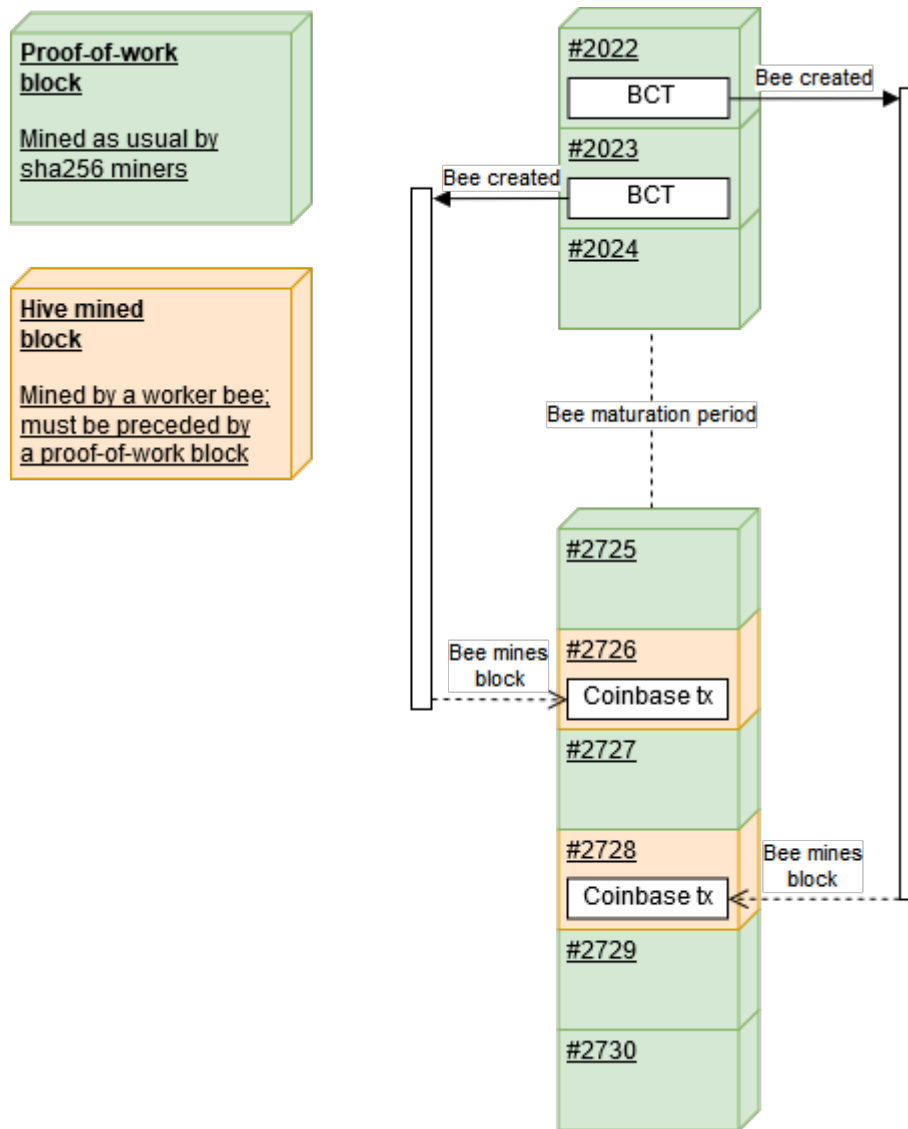 Proof-of-work
block
Mined as usual by
sha256 miners
Hive mined
block
Mined by a worker bee;
must be preceded by
a proof-of-work block
#2022
BCT
Bee created
#2023
Bee created
BCT
#2024
Bee maturation period
#2725
#2726
Bee mines
block
Coinbase tx
#2727
#2728
Bee mines
block
Coinbase tx
#2729
#2730